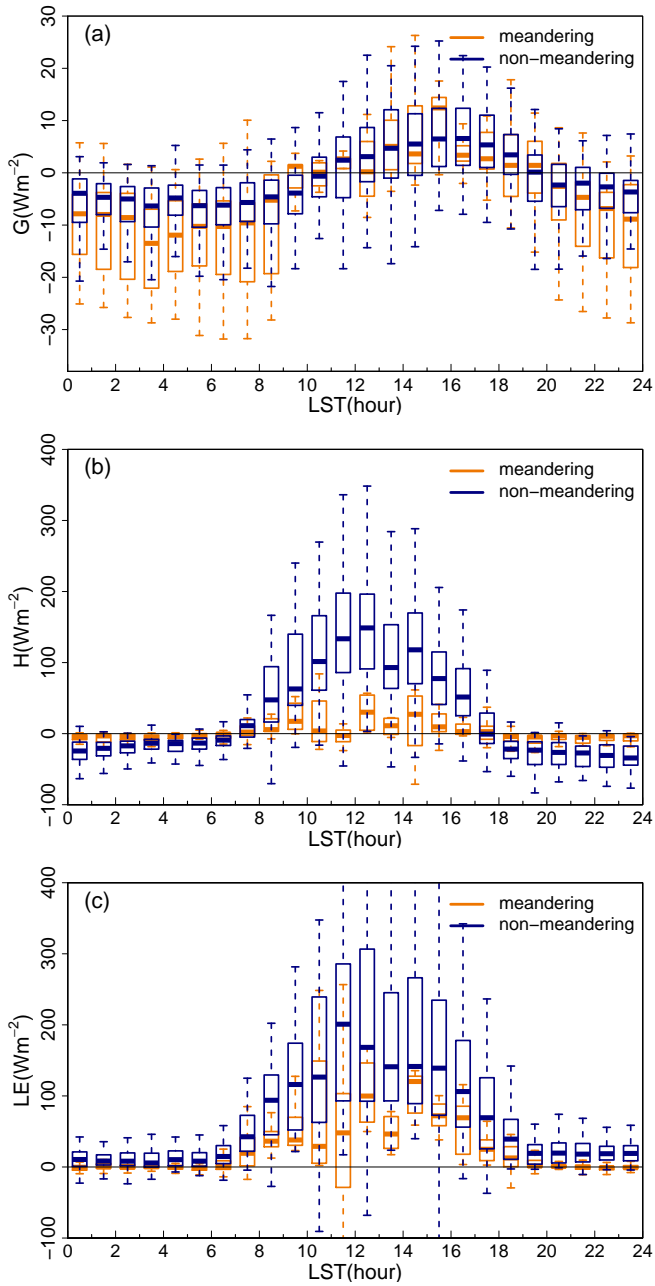 (a)
meandering
non−meandering
G(Wm−2)
−30 −20 −10 0 10 20 30
0 2 4 6 8 10 12 14 16 18 20 22 24
LST(hour)
(b)
meandering
non−meandering
H(Wm−2)
−100 0 100 200 300 400
0 2 4 6 8 10 12 14 16 18 20 22 24
LST(hour)
(c)
meandering
non−meandering
LE(Wm−2)
−100 0 100 200 300 400
0 2 4 6 8 10 12 14 16 18 20 22 24
LST(hour)